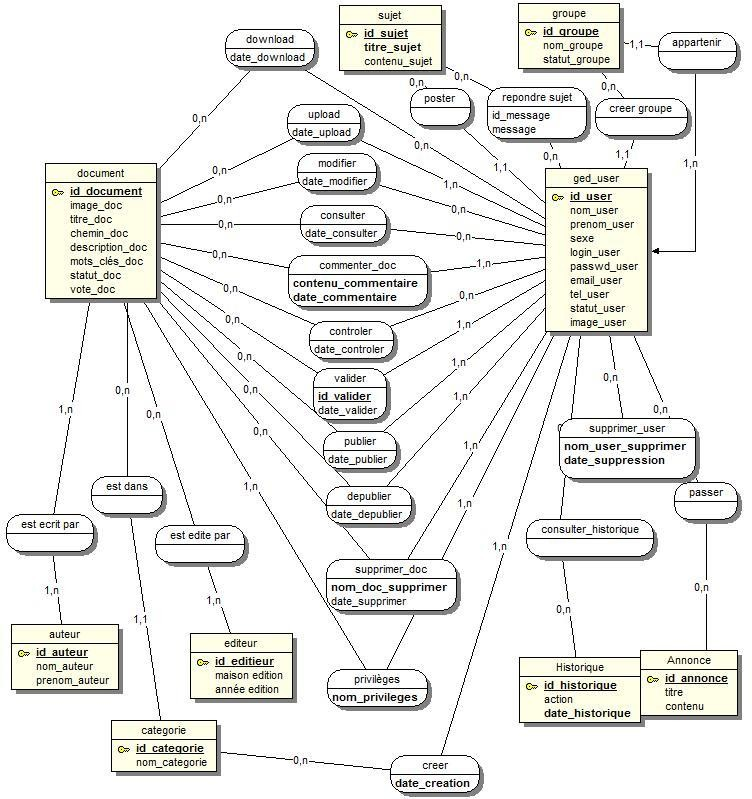 sujet
id_sujet
titre_sujet
contenu_sujet
groupe
id_groupe
nom_groupe
statut_groupe
1,1
appartenir
download
date_download
0,n
0,n
poster
repondre sujet
id_message
message
0,n
creer groupe
0,n
upload
date_upload
0,n
1,1
0,n
1,1
1,n
document
id_document
image_doc
titre_doc
chemin_doc
description_doc
mots_clés_doc
statut_doc
vote_doc
0,n
modifier
date_modifier
0,n
1,n
ged_user
id_user
nom_user
prenom_user
sexe
login_user
passwd_user
email_user
tel_user
statut_user
image_user
0,n
consulter
date_consulter
0,n
0,n
0,n
commenter_doc
contenu_commentaire
date_commentaire
1,n
0,n
controler
date_controler
0,n
0,n
valider
id_valider
date_valider
1,n
0,n
publier
date_publier
1,n
0,n
depublier
date_depublier
1,n
1,n
0,n
0,n
0,n
0,n
0,n
supprimer_user
nom_user_supprimer
date_suppression
1,n
est dans
1,n
1,n
passer
est ecrit par
est edite par
consulter_historique
1,n
supprimer_doc
nom_doc_supprimer
date_supprimer
1,n
1,n
1,1
0,n
0,n
auteur
id_auteur
nom_auteur
prenom_auteur
editeur
id_editieur
maison edition
année edition
privilèges
nom_privileges
Historique
id_historique
action
date_historique
Annonce
id_annonce
titre
contenu
categorie
id_categorie
nom_categorie
0,n
creer
date_creation